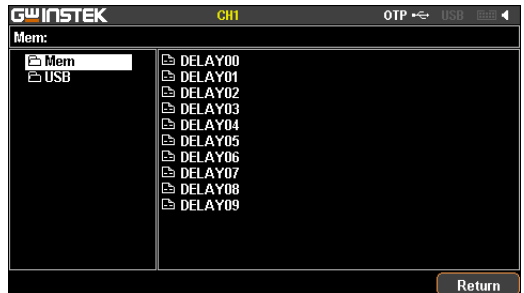 GWINSTEK CH1 OTP USB
Mem:
Mem
USB
DELAY00
DELAY01
DELAY02
DELAY03
DELAY04
DELAY05
DELAY06
DELAY07
DELAY08
DELAY09
Return